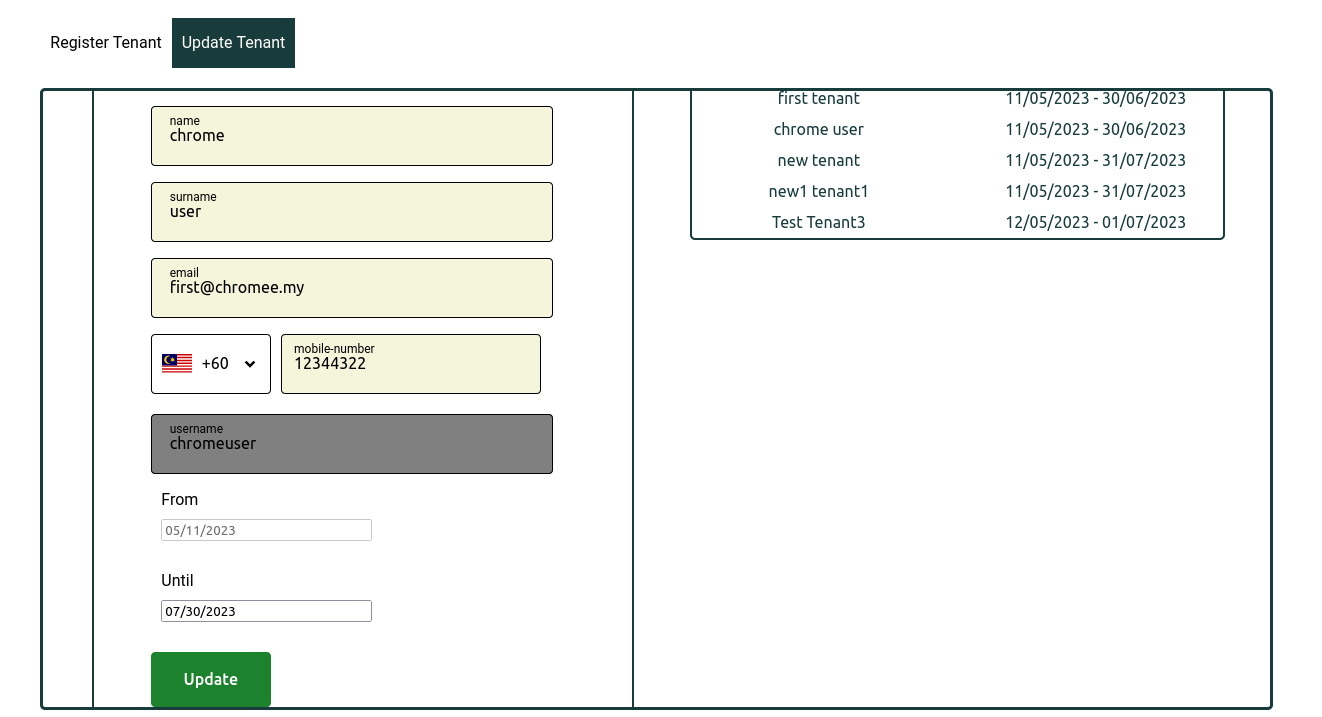 Register Tenant
Update Tenant
name
chrome
surname
user
email
first@chromee.my
+60
mobile-number
12344322
username
chromeuser
From
05/11/2023
Until
07/30/2023
Update
first tenant 11/05/2023 - 30/06/2023
chrome user 11/05/2023 - 30/06/2023
new tenant 11/05/2023 - 31/07/2023
new1 tenant1 11/05/2023 - 31/07/2023
Test Tenant3 12/05/2023 - 01/07/2023